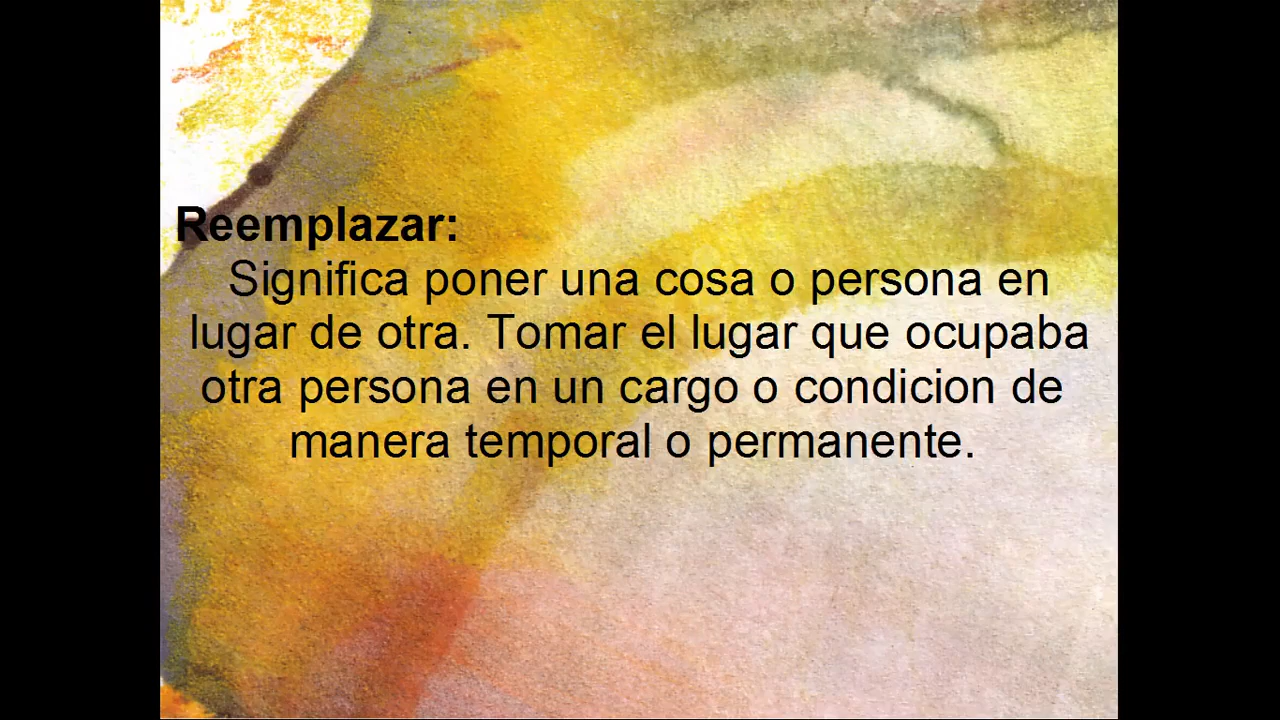 Reemplazar:
Significa poner una cosa o persona en
lugar de otra. Tomar el lugar que ocupaba
otra persona en un cargo o condicion de
manera temporal o permanente.